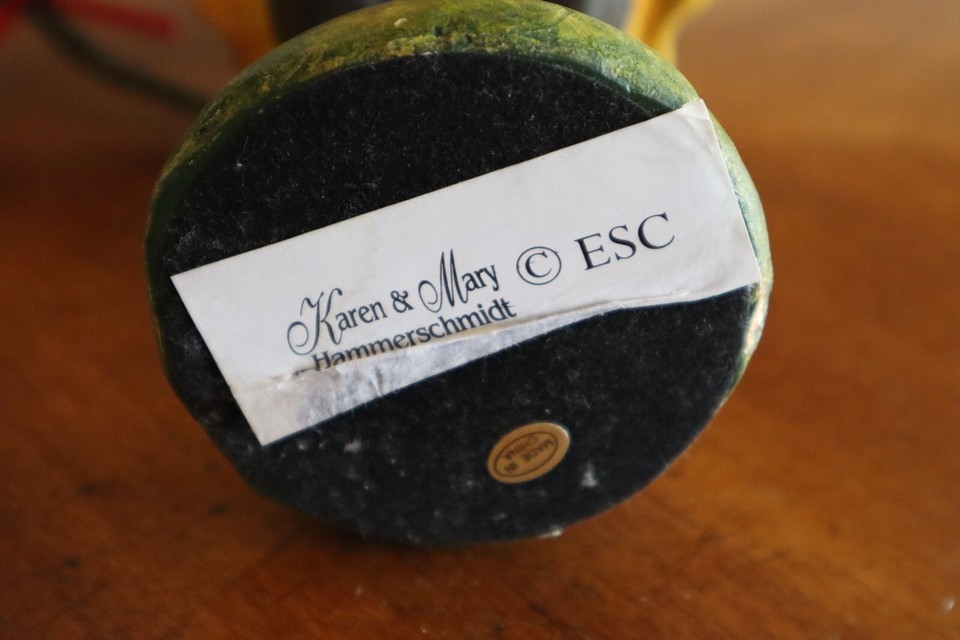 Karen & Mary © ESC
Hammerschmidt
MADE IN
CHINA